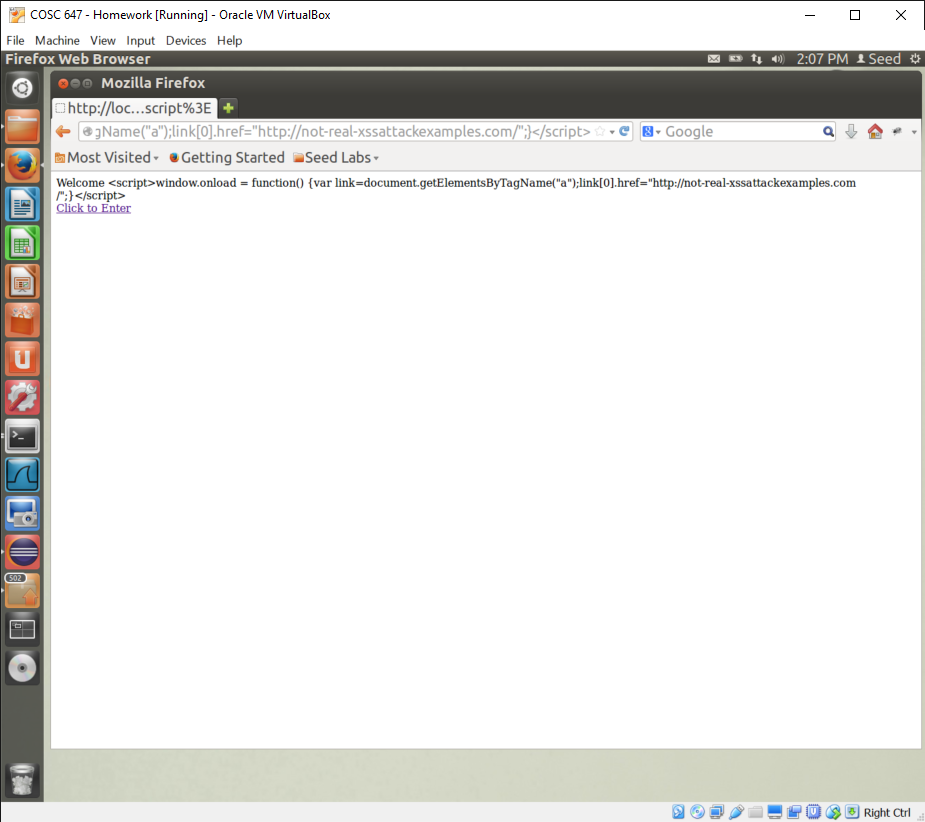 COSC 647 - Homework [Running] - Oracle VM VirtualBox
File Machine View Input Devices Help
Firefox Web Browser 2:07 PM Seed
Mozilla Firefox
http://loc...script%3E
gName("a");link[0].href="http://not-real-xssattackexamples.com/";}</script> Google
Most Visited Getting Started Seed Labs
Welcome <script>window.onload = function() {var link=document.getElementsByTagName("a");link[0].href="http://not-real-xssattackexamples.com
/";}</script>
Click to Enter
502
Right Ctrl